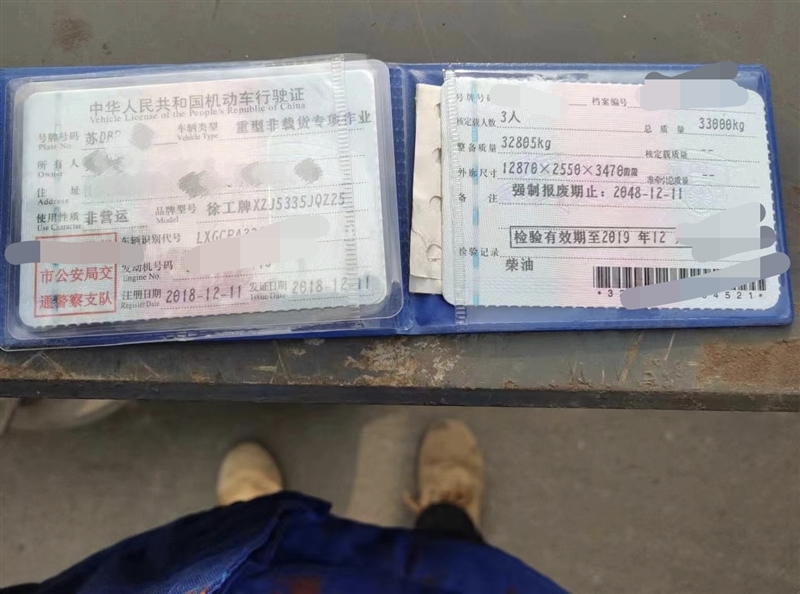 中华人民共和国机动车行驶证
Vehicle License of the People's Republic of China
号牌号码 苏D 车辆类型 重型非载货专项作业
Plate No. Vehicle Type
所有人
Owner
住址
Address
使用性质 非营运 品牌型号 徐工牌XZJ5335JQZ25
Use Character Model
车辆识别代号
市公安局交
通警察支队
发动机号码
Engine No.
注册日期 2018-12-11 发证日期 2018-12-11
Register Date Issue Date
号牌号 档案编号
核定载人数 3人 总质量 33000kg
整备质量 32805kg 核定载质量 --
外廓尺寸 12870×2550×3470mm 准牵引总质量 --
备注 强制报废期止:2048-12-11
检验有效期至2019年12
检验记录
柴油
4521*